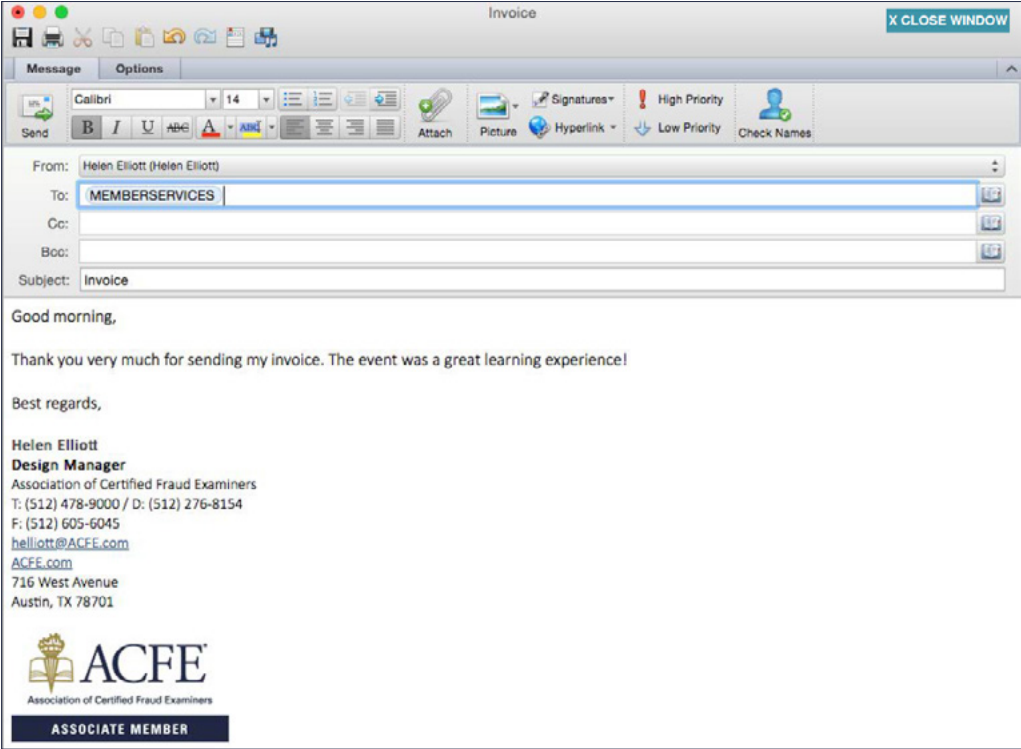 Invoice
X CLOSE WINDOW
Message Options
Calibri 14
Signatures High Priority
Send B I U ABC A ABC Attach Picture Hyperlink Low Priority Check Names
From: Helen Elliott (Helen Elliott)
To: MEMBERSERVICES
Cc:
Bcc:
Subject: Invoice
Good morning,
Thank you very much for sending my invoice. The event was a great learning experience!
Best regards,
Helen Elliott
Design Manager
Association of Certified Fraud Examiners
T: (512) 478-9000 / D: (512) 276-8154
F: (512) 605-6045
helliott@ACFE.com
ACFE.com
716 West Avenue
Austin, TX 78701
ACFE
Association of Certified Fraud Examiners
ASSOCIATE MEMBER